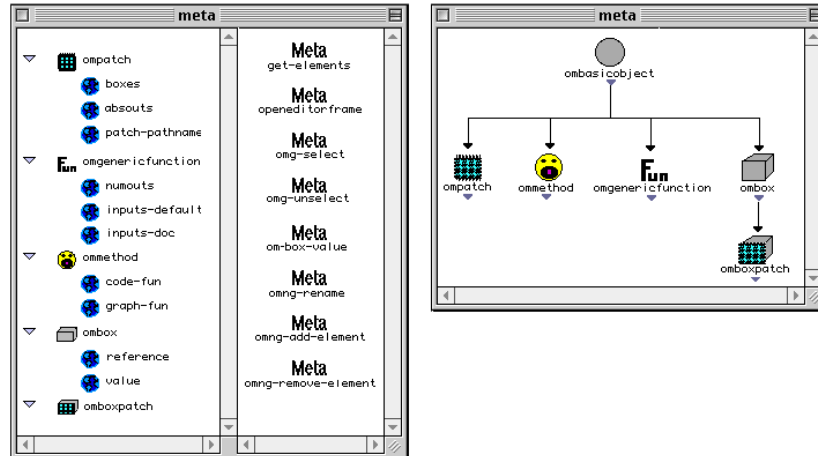 meta
ompatch
boxes
absouts
patch-pathname
omgenericfunction
numouts
inputs-default
inputs-doc
ommethod
code-fun
graph-fun
ombox
reference
value
omboxpatch
Meta
get-elements
Meta
openeditorframe
Meta
omg-select
Meta
omg-unselect
Meta
om-box-value
Meta
omng-rename
Meta
omng-add-element
Meta
omng-remove-element
meta
ombasicobject
ompatch
ommethod
Fun
omgenericfunction
ombox
omboxpatch